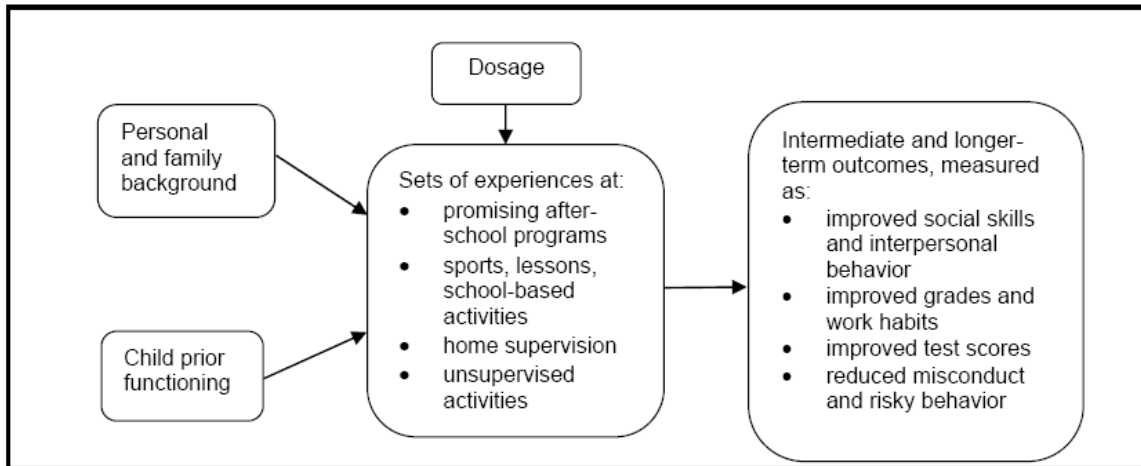 Dosage
Personal
and family
background
Child prior
functioning
Sets of experiences at:
• promising after-
school programs
• sports, lessons,
school-based
activities
• home supervision
• unsupervised
activities
Intermediate and longer-
term outcomes, measured
as:
• improved social skills
and interpersonal
behavior
• improved grades and
work habits
• improved test scores
• reduced misconduct
and risky behavior